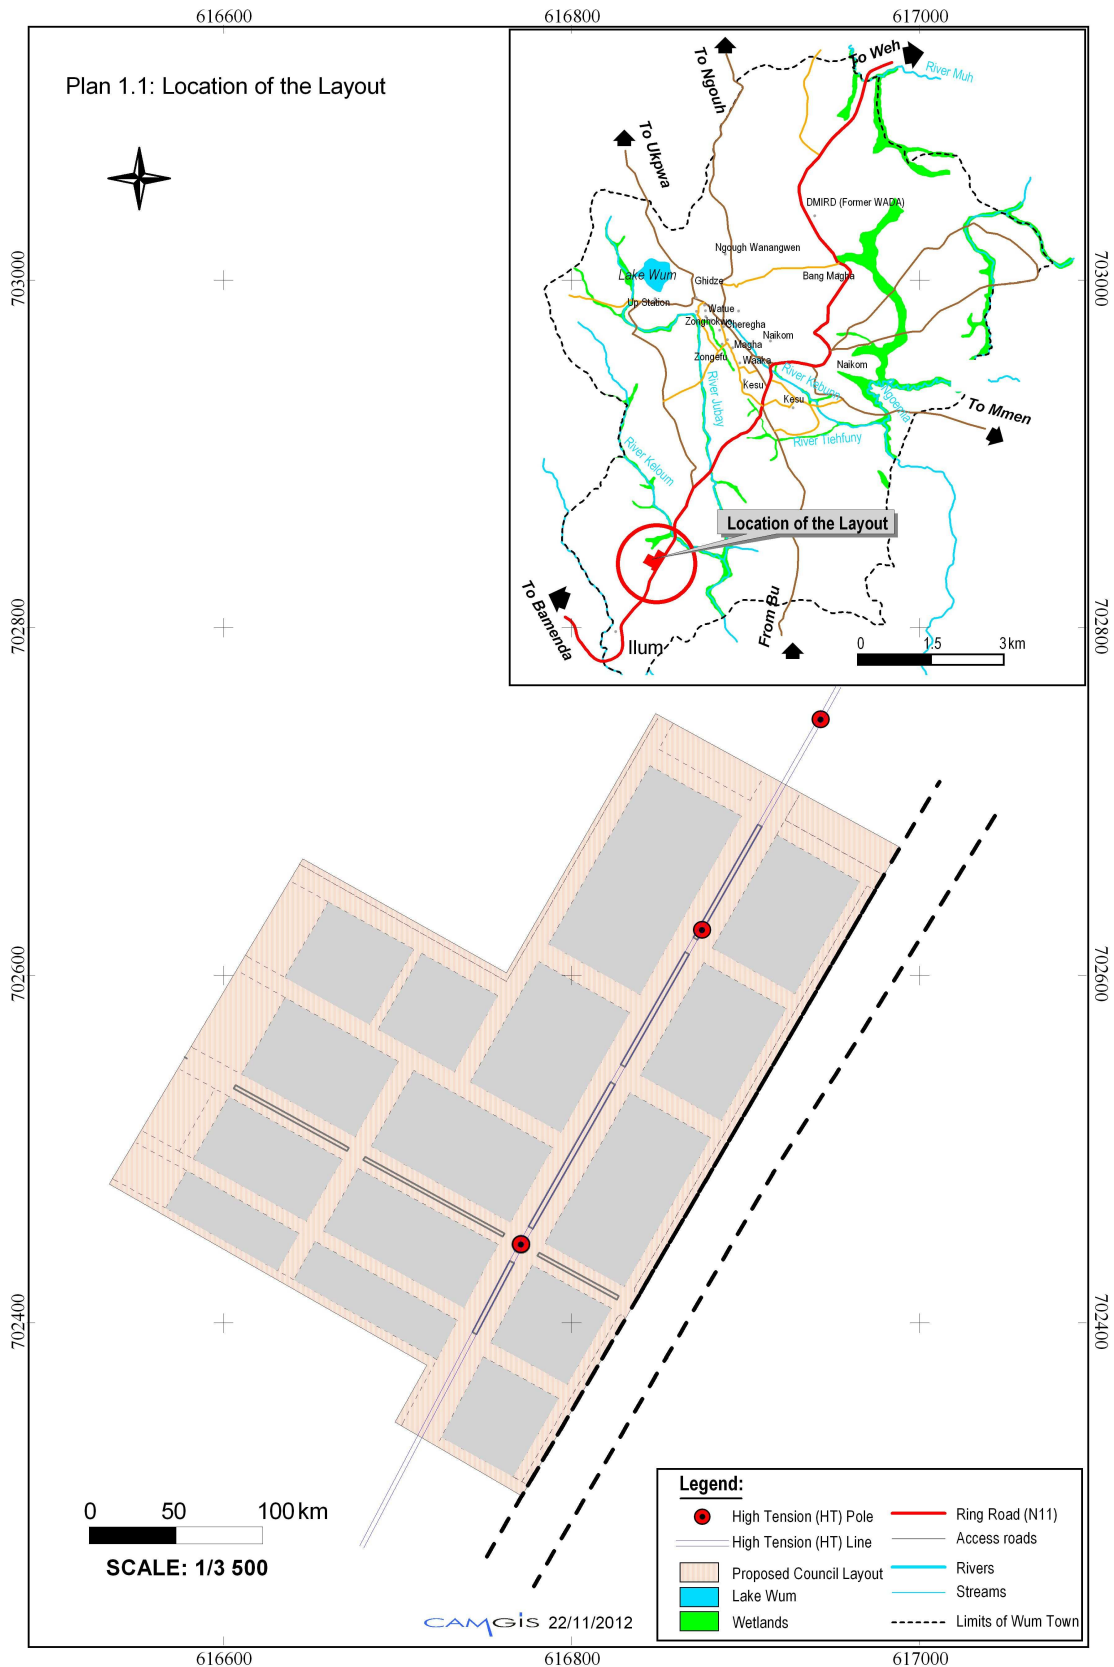 616600
616800
617000
Plan 1.1: Location of the Layout
To Ngouh
To Weh
River Muh
To Ukpwa
DMIRD (Former WADA)
Ngough Wanangwen
703000
703000
Lake Wum
Ghidze
Bang Magha
Up Station
Watue
Cheregha
Naikom
Magha
Zongefu
Waaka
Naikom
River Kebung
Kesu
Kesu
River Jubay
To Mmen
River Tiehfuny
River Keloum
Location of the Layout
To Bamenda
From Bu
Ilum
702800
702800
0 1.5 3 km
702600
702600
702400
702400
0 50 100 km
SCALE: 1/3 500
CAMGIS 22/11/2012
Legend:
High Tension (HT) Pole
High Tension (HT) Line
Proposed Council Layout
Lake Wum
Wetlands
Ring Road (N11)
Access roads
Rivers
Streams
Limits of Wum Town
616600
616800
617000